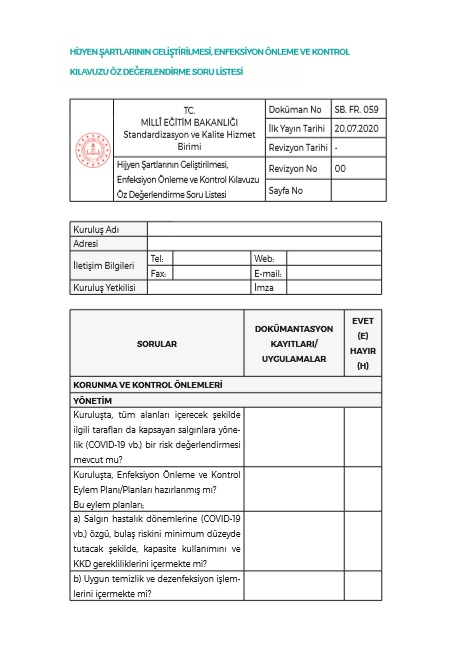 HİJYEN ŞARTLARININ GELİŞTİRİLMESİ, ENFEKSİYON ÖNLEME VE KONTROL
KILAVUZU ÖZ DEĞERLENDİRME SORU LİSTESİ
TC.
MİLLÎ EĞİTİM BAKANLIĞI
Standardizasyon ve Kalite Hizmet
Birimi
Doküman No SB. FR. 059
İlk Yayın Tarihi 20.07.2020
Revizyon Tarihi -
Hijyen Şartlarının Geliştirilmesi,
Enfeksiyon Önleme ve Kontrol Kılavuzu
Öz Değerlendirme Soru Listesi
Revizyon No 00
Sayfa No
Kuruluş Adı
Adresi
İletişim Bilgileri
Tel: Web:
Fax: E-mail:
Kuruluş Yetkilisi İmza
SORULAR
DOKÜMANTASYON
KAYITLARI/
UYGULAMALAR
EVET
(E)
HAYIR
(H)
KORUNMA VE KONTROL ÖNLEMLERİ
YÖNETİM
Kuruluşta, tüm alanları içerecek şekilde
ilgili tarafları da kapsayan salgınlara yöne-
lik (COVID-19 vb.) bir risk değerlendirmesi
mevcut mu?
Kuruluşta, Enfeksiyon Önleme ve Kontrol
Eylem Planı/Planları hazırlanmış mı?
Bu eylem planları;
a) Salgın hastalık dönemlerine (COVID-19
vb.) özgü, bulaş riskini minimum düzeyde
tutacak şekilde, kapasite kullanımını ve
KKD gerekliliklerini içermekte mi?
b) Uygun temizlik ve dezenfeksiyon işlem-
lerini içermekte mi?